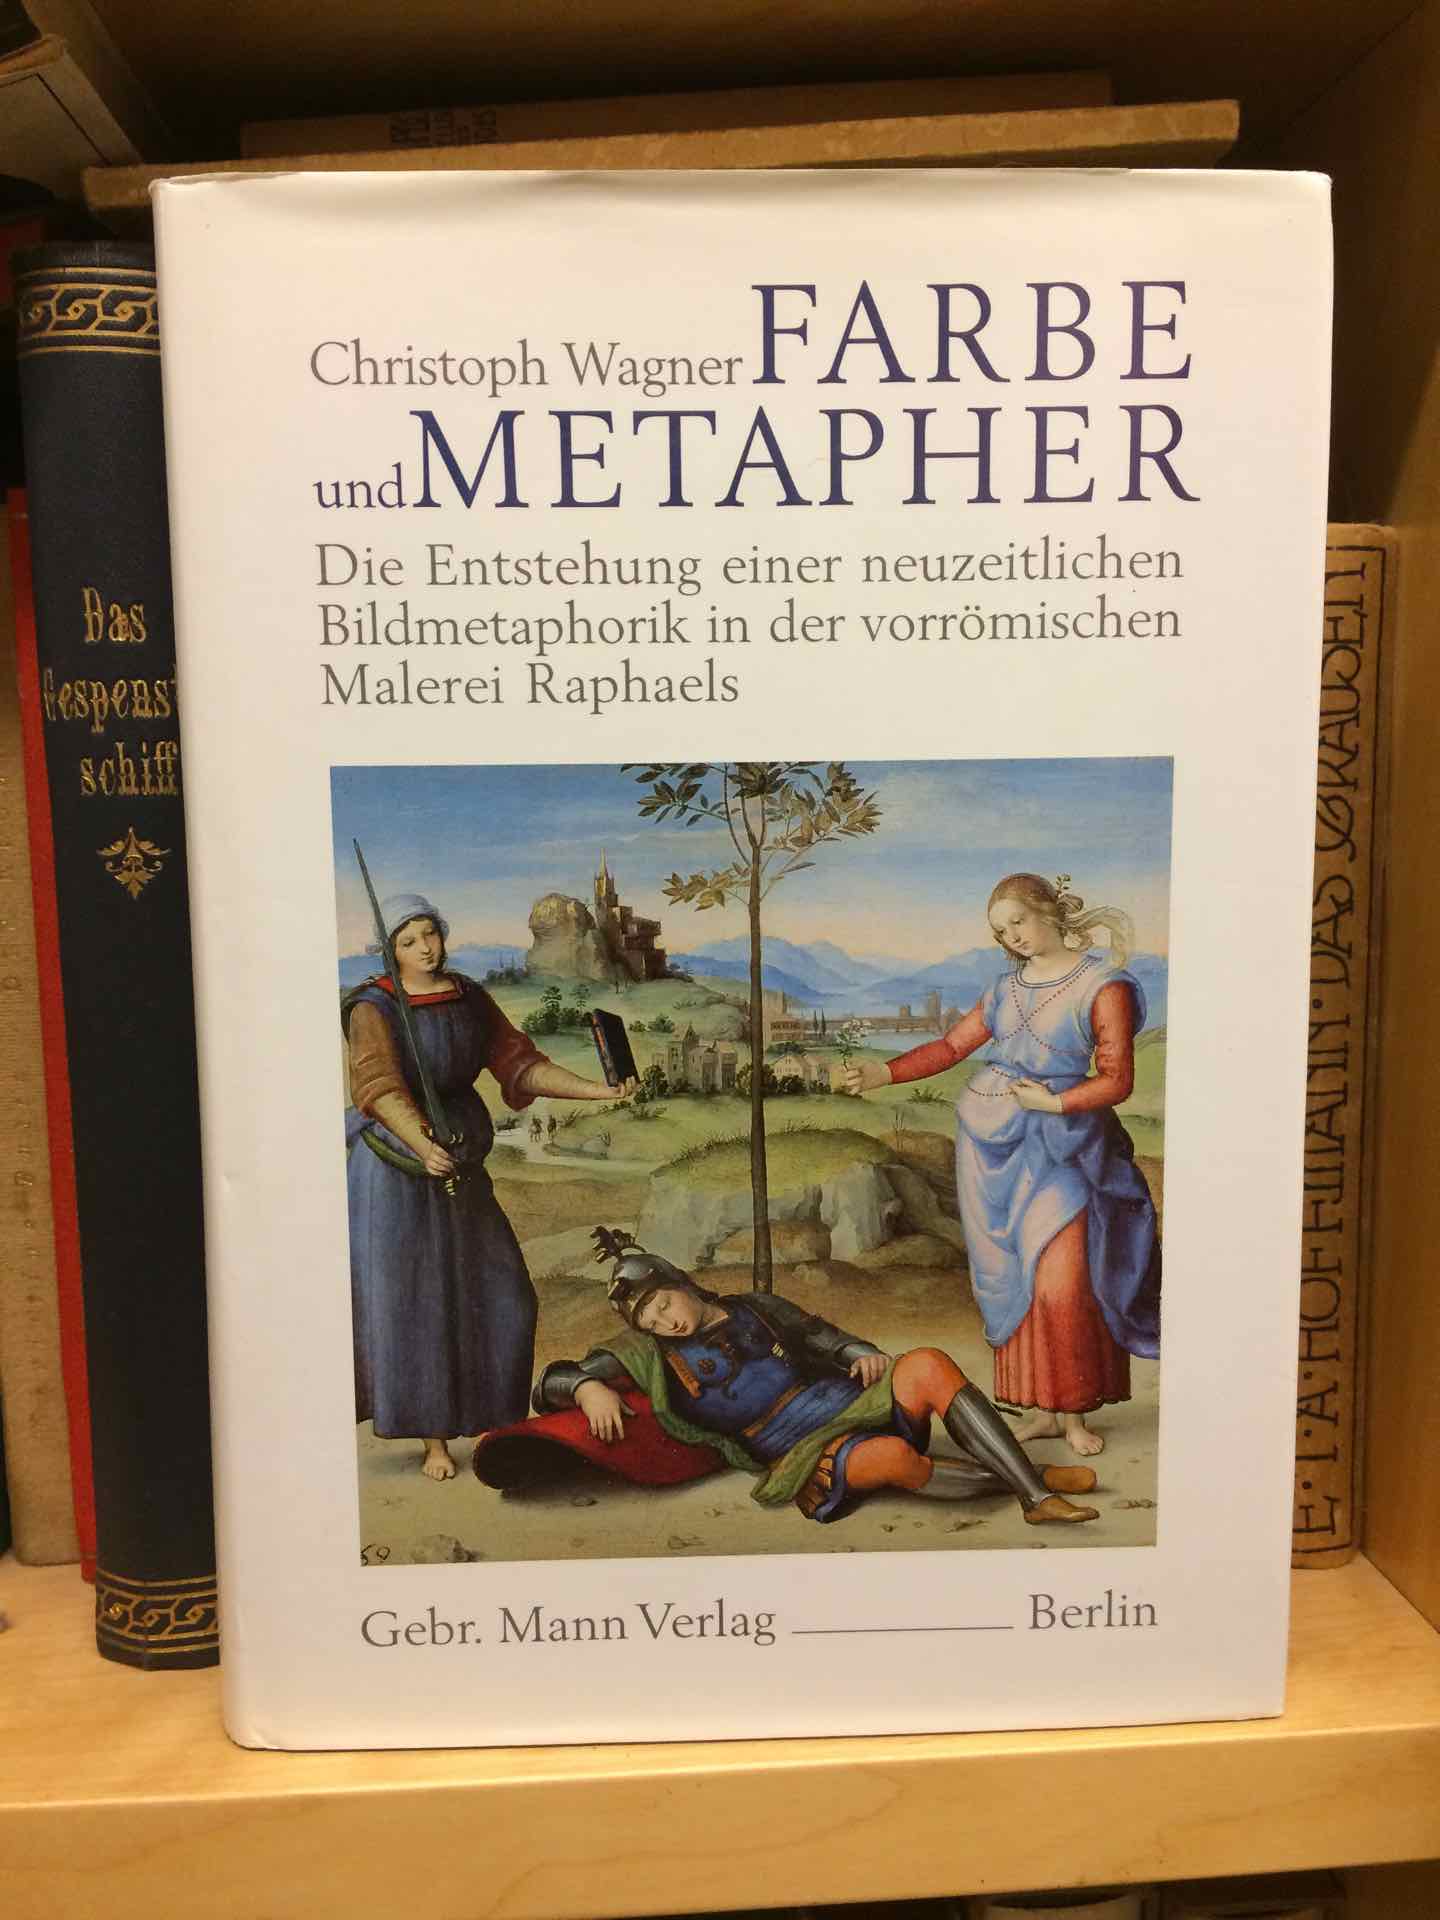 Christoph Wagner FARBE
und METAPHER
Die Entstehung einer neuzeitlichen
Bildmetaphorik in der vorrömischen
Malerei Raphaels
Gebr. Mann Verlag Berlin
Das
Gespenst
schiff
E·T·A·HOFFMANN·DAS